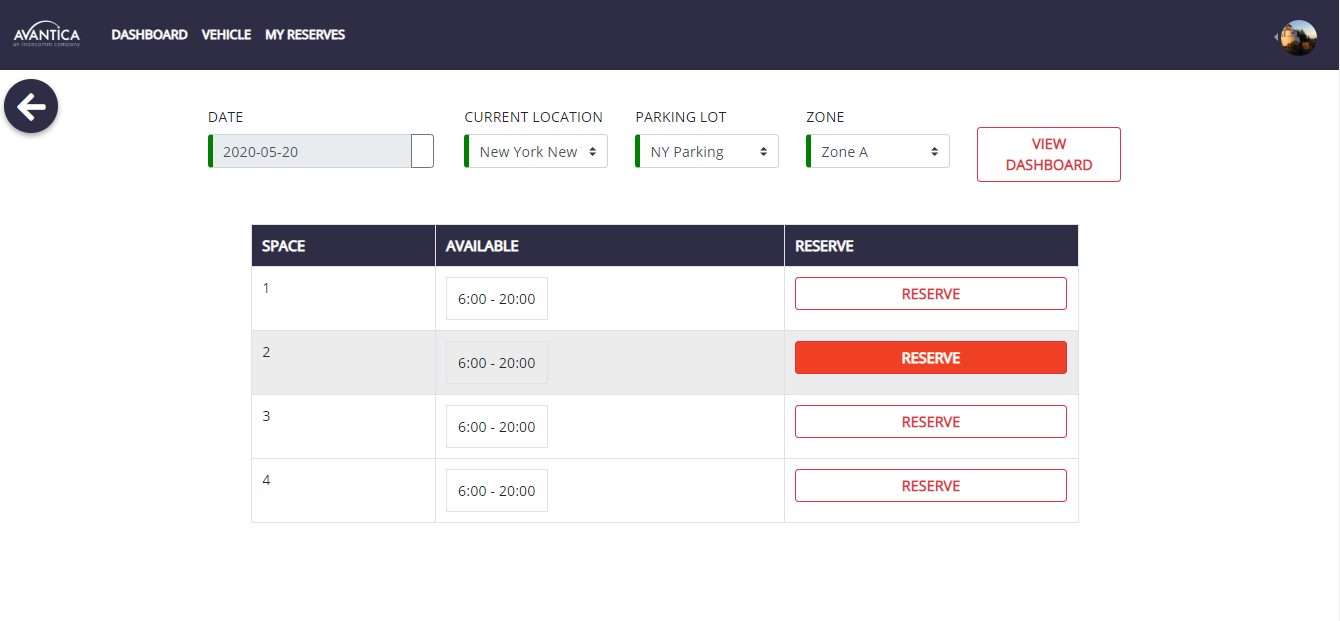 AVANTICA
an indecomm company
DASHBOARD VEHICLE MY RESERVES
DATE CURRENT LOCATION PARKING LOT ZONE
2020-05-20 New York New NY Parking Zone A
VIEW
DASHBOARD
SPACE AVAILABLE RESERVE
1 6:00 - 20:00 RESERVE
2 6:00 - 20:00 RESERVE
3 6:00 - 20:00 RESERVE
4 6:00 - 20:00 RESERVE